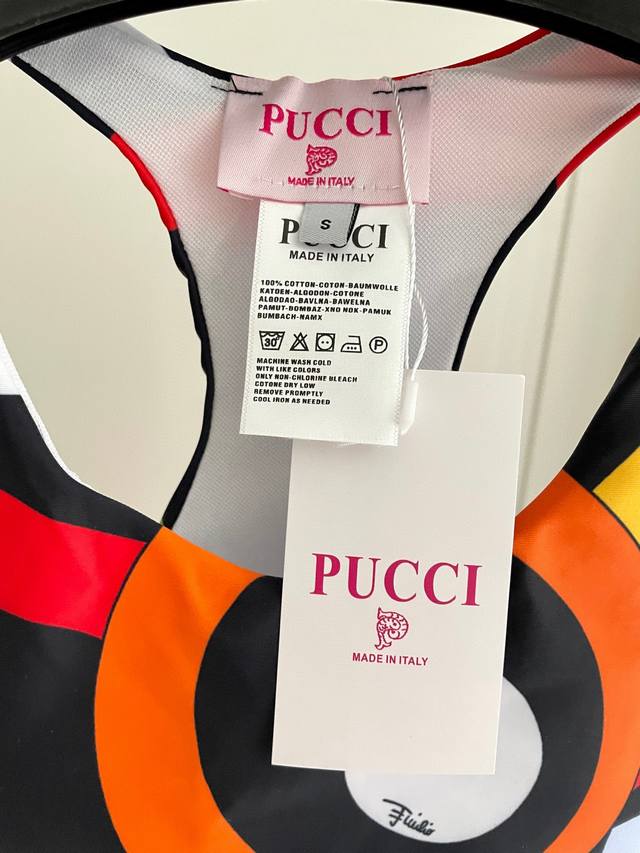 PUCCI
MADE IN ITALY
S
PUCCI
MADE IN ITALY
100% COTTON-COTON-BAUMWOLLE
KATOEN-ALGODON-COTONE
ALGODAO-BAVLNA-BAWELNA
PAMUT-BOMBAZ-XNO NOK-PAMUK
BUMBACH-NAMX
30 P
MACHINE WASH COLD
WITH LIKE COLORS
ONLY NON-CHLORINE BLEACH
COTONE DRY LOW
REMOVE PROMPTLY
COOL IRON AS NEEDED
PUCCI
MADE IN ITALY
Emilio